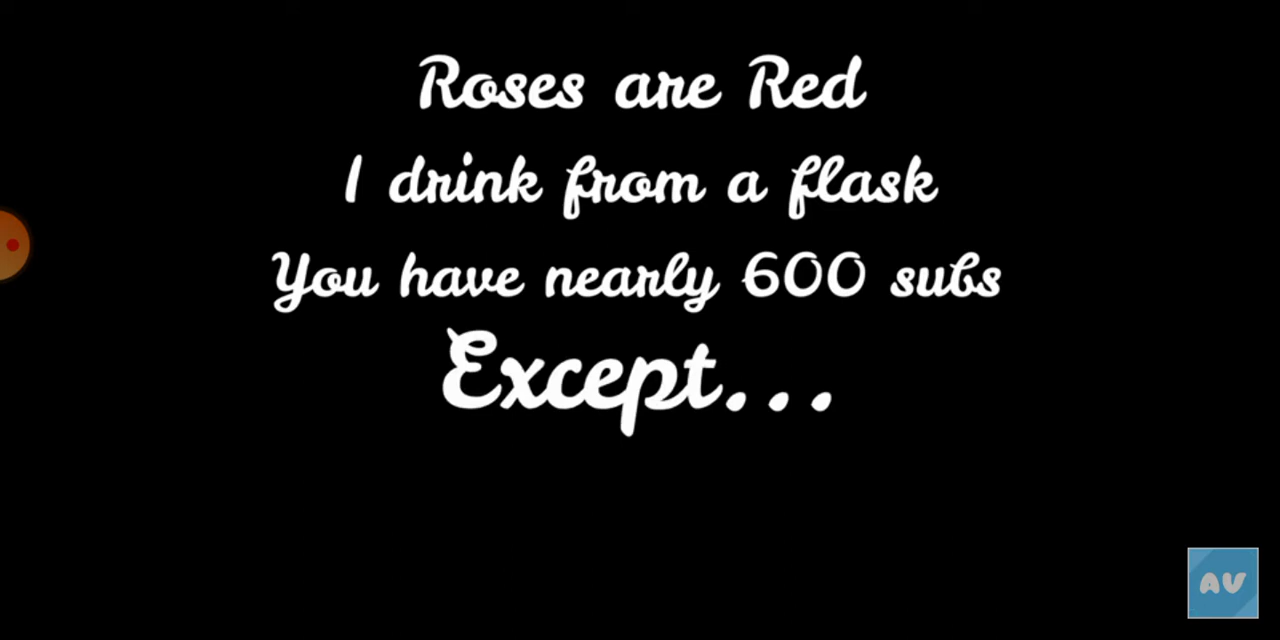 Roses are Red
I drink from a flask
You have nearly 600 subs
Except...
AV